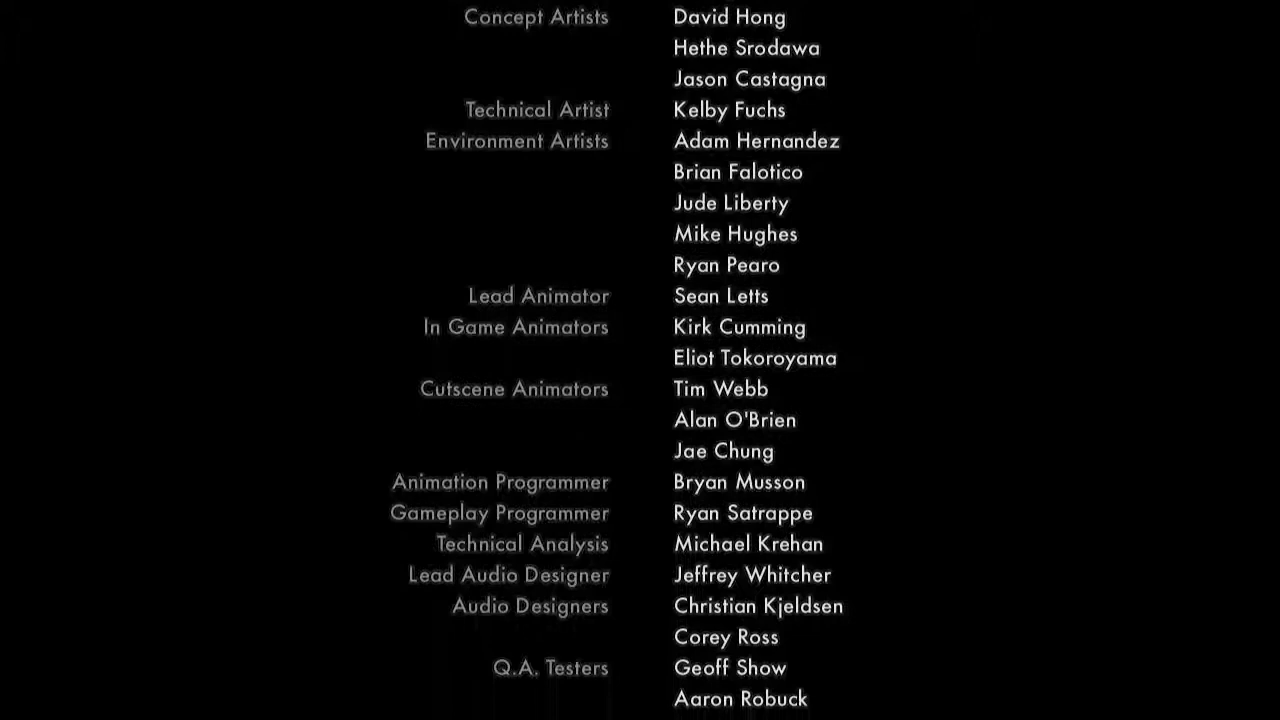 Concept Artists David Hong
Hethe Srodawa
Jason Castagna
Technical Artist Kelby Fuchs
Environment Artists Adam Hernandez
Brian Falotico
Jude Liberty
Mike Hughes
Ryan Pearo
Lead Animator Sean Letts
In Game Animators Kirk Cumming
Eliot Tokoroyama
Cutscene Animators Tim Webb
Alan O'Brien
Jae Chung
Animation Programmer Bryan Musson
Gameplay Programmer Ryan Satrappe
Technical Analysis Michael Krehan
Lead Audio Designer Jeffrey Whitcher
Audio Designers Christian Kjeldsen
Corey Ross
Q.A. Testers Geoff Show
Aaron Robuck